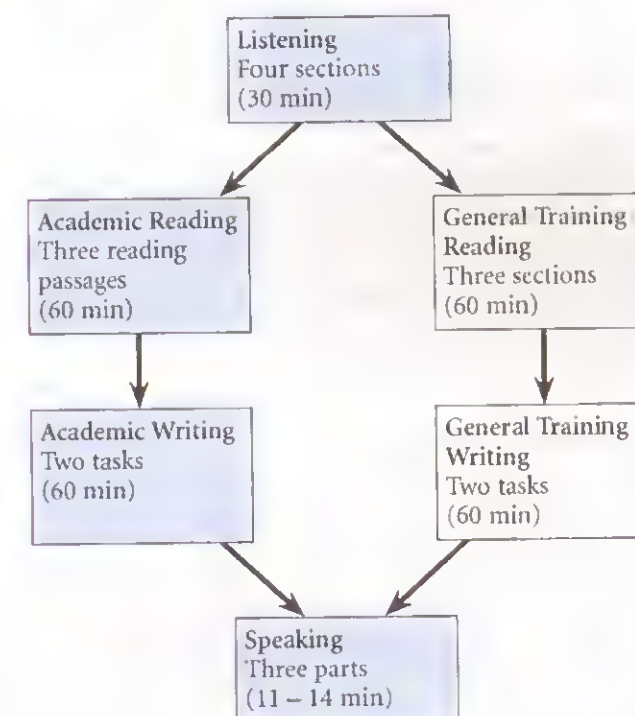 Listening
Four sections
(30 min)
Academic Reading
Three reading
passages
(60 min)
General Training
Reading
Three sections
(60 min)
Academic Writing
Two tasks
(60 min)
General Training
Writing
Two tasks
(60 min)
Speaking
Three parts
(11 – 14 min)